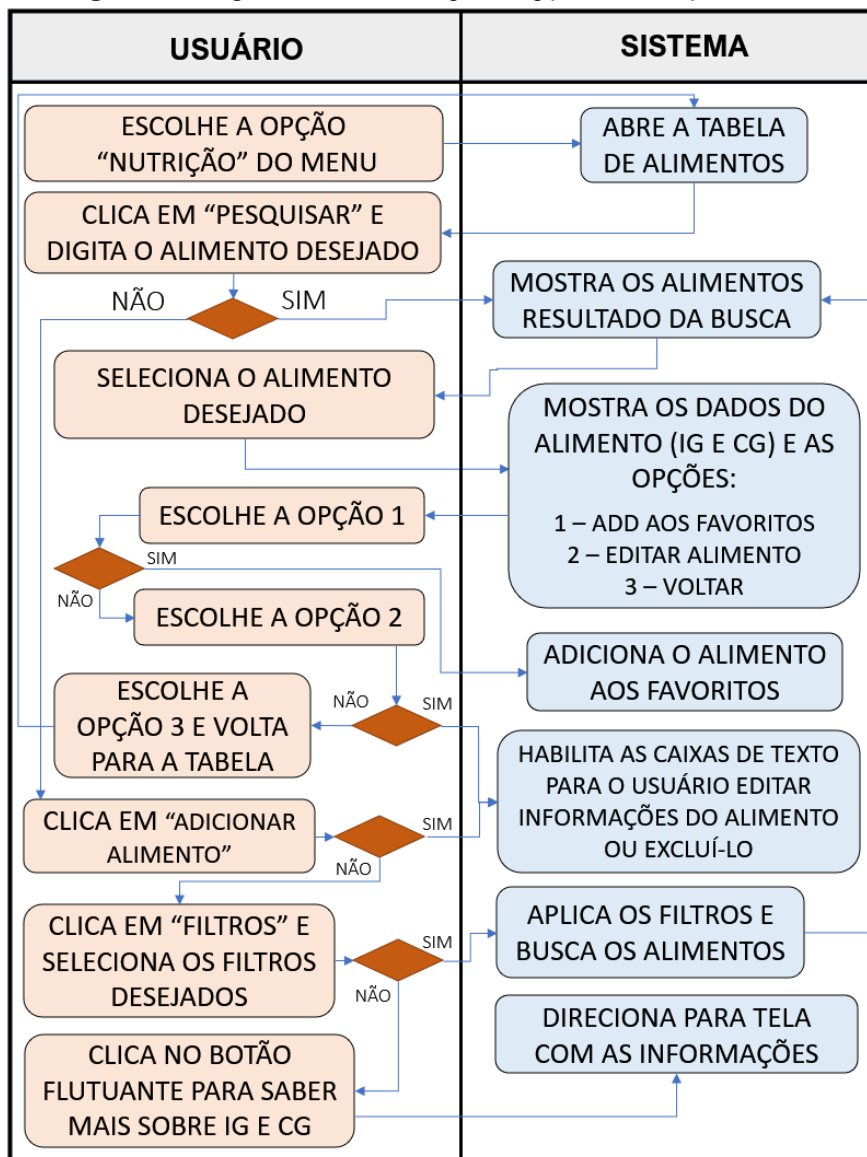 USUÁRIO
SISTEMA
ESCOLHE A OPÇÃO
“NUTRIÇÃO” DO MENU
ABRE A TABELA
DE ALIMENTOS
CLICA EM “PESQUISAR” E
DIGITA O ALIMENTO DESEJADO
NÃO
SIM
MOSTRA OS ALIMENTOS
RESULTADO DA BUSCA
SELECIONA O ALIMENTO
DESEJADO
MOSTRA OS DADOS DO
ALIMENTO (IG E CG) E AS
OPÇÕES:
1 – ADD AOS FAVORITOS
2 – EDITAR ALIMENTO
3 – VOLTAR
ESCOLHE A OPÇÃO 1
SIM
NÃO
ESCOLHE A OPÇÃO 2
ADICIONA O ALIMENTO
AOS FAVORITOS
ESCOLHE A
OPÇÃO 3 E VOLTA
PARA A TABELA
NÃO
SIM
HABILITA AS CAIXAS DE TEXTO
PARA O USUÁRIO EDITAR
INFORMAÇÕES DO ALIMENTO
OU EXCLUÍ-LO
CLICA EM “ADICIONAR
ALIMENTO”
SIM
NÃO
CLICA EM “FILTROS” E
SELECIONA OS FILTROS
DESEJADOS
SIM
NÃO
APLICA OS FILTROS E
BUSCA OS ALIMENTOS
CLICA NO BOTÃO
FLUTUANTE PARA SABER
MAIS SOBRE IG E CG
DIRECIONA PARA TELA
COM AS INFORMAÇÕES